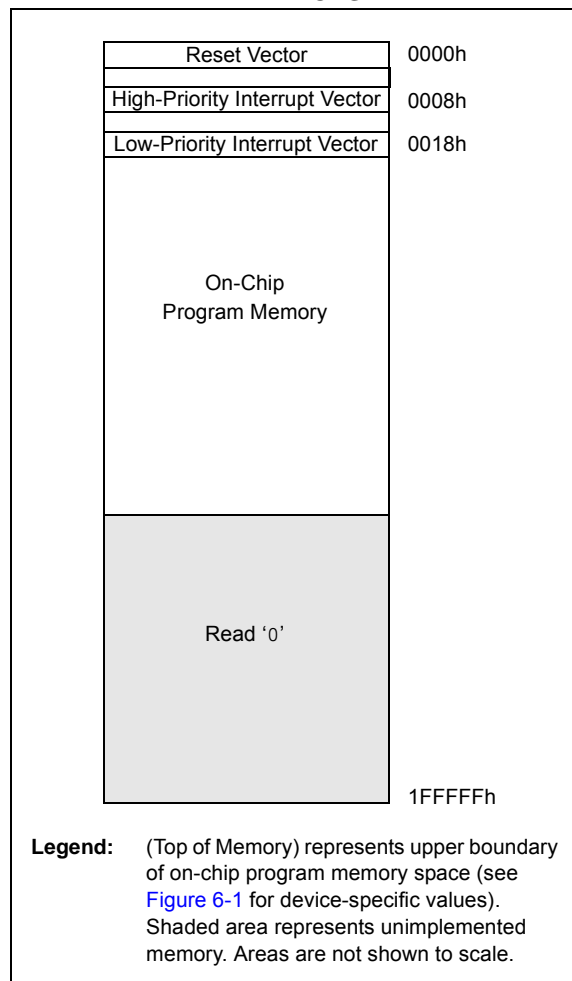 Reset Vector 0000h
High-Priority Interrupt Vector 0008h
Low-Priority Interrupt Vector 0018h
On-Chip
Program Memory
Read ‘0’
1FFFFFh
Legend: (Top of Memory) represents upper boundary
of on-chip program memory space (see
Figure 6-1 for device-specific values).
Shaded area represents unimplemented
memory. Areas are not shown to scale.